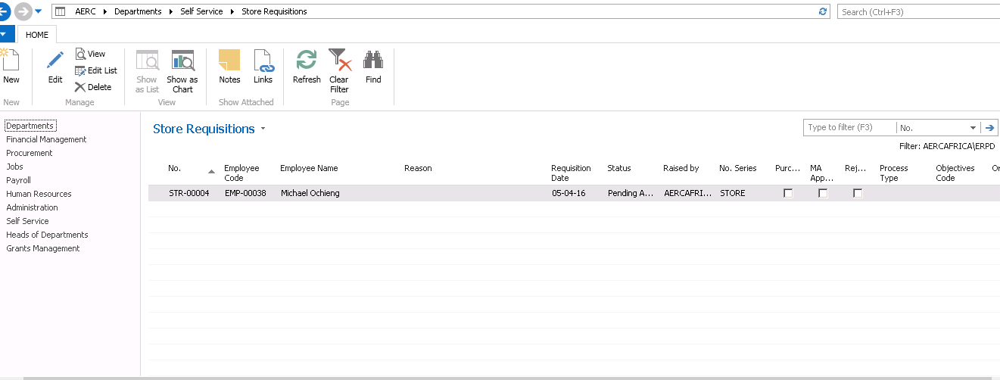 AERC Departments Self Service Store Requisitions Search (Ctrl+F3)
HOME
New Edit View Edit List Delete Show as List Show as Chart Notes Links Refresh Clear Filter Find
New Manage View Show Attached Page
Departments
Financial Management
Procurement
Jobs
Payroll
Human Resources
Administration
Self Service
Heads of Departments
Grants Management
Store Requisitions Type to filter (F3) No.
Filter: AERCAFRICA\ERPD
No. Employee Code Employee Name Reason Requisition Date Status Raised by No. Series Purc... MA App... Rej... Process Type Objectives Code Or
STR-00004 EMP-00038 Michael Ochieng 05-04-16 Pending A... AERCAFRI... STORE